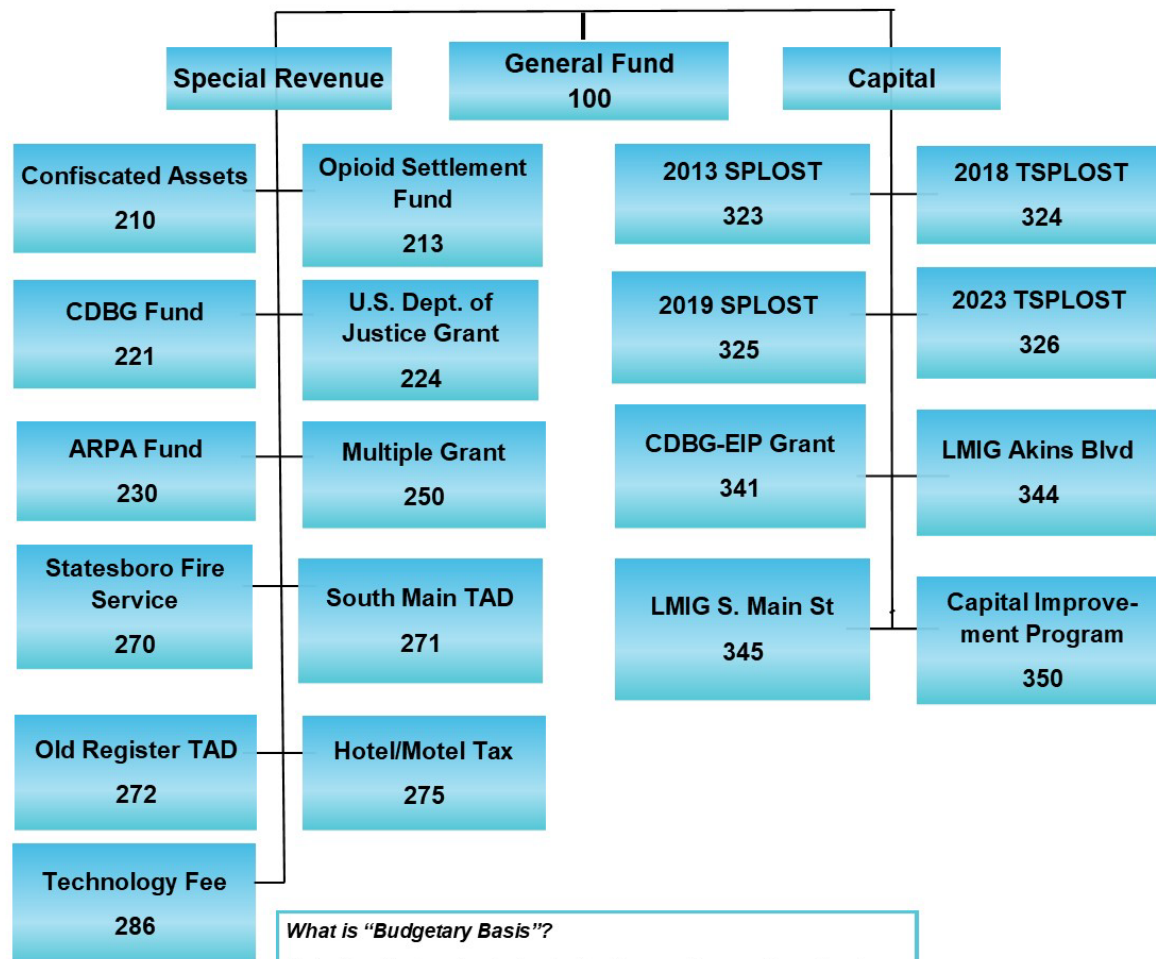 Special Revenue
General Fund
100
Capital
Confiscated Assets
210
Opioid Settlement
Fund
213
CDBG Fund
221
U.S. Dept. of
Justice Grant
224
ARPA Fund
230
Multiple Grant
250
Statesboro Fire
Service
270
South Main TAD
271
Old Register TAD
272
Hotel/Motel Tax
275
Technology Fee
286
2013 SPLOST
323
2018 TSPLOST
324
2019 SPLOST
325
2023 TSPLOST
326
CDBG-EIP Grant
341
LMIG Akins Blvd
344
LMIG S. Main St
345
Capital Improve-
ment Program
350
What is “Budgetary Basis”?